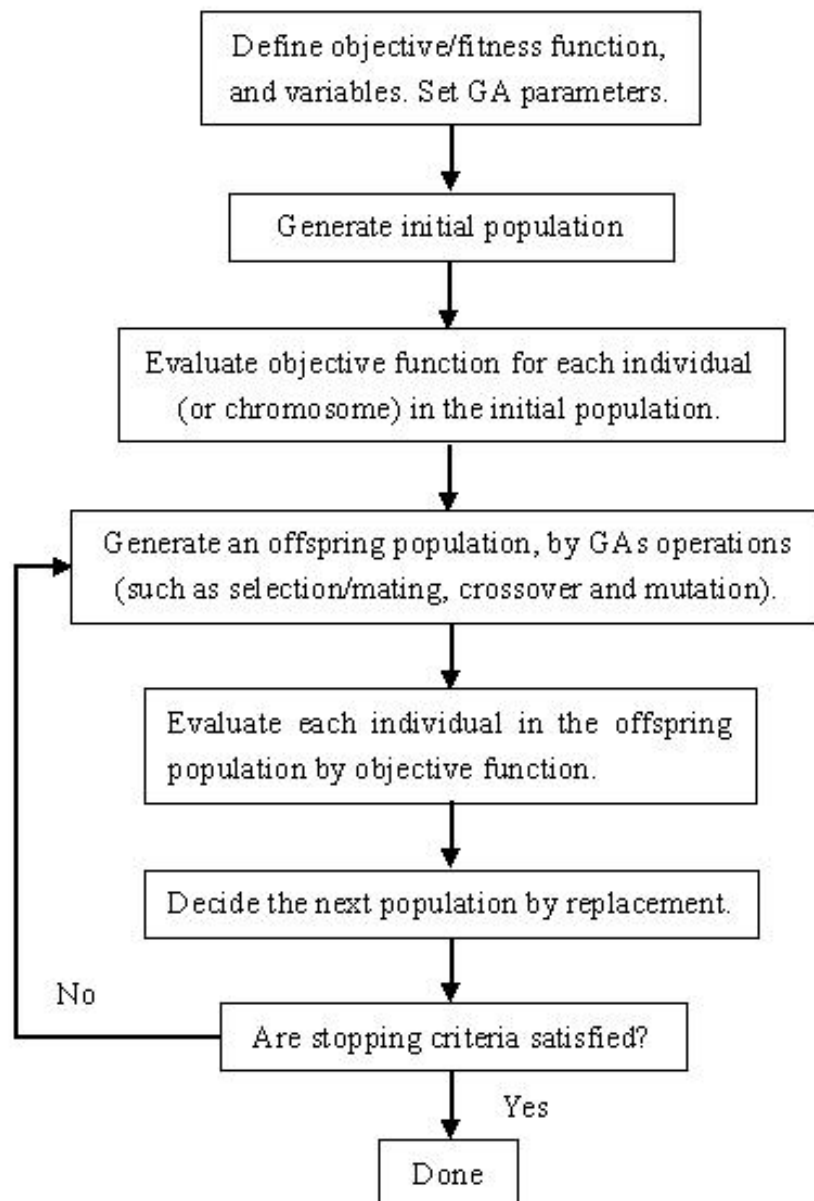 Define objective/fitness function,
and variables. Set GA parameters.
Generate initial population
Evaluate objective function for each individual
(or chromosome) in the initial population.
Generate an offspring population, by GAs operations
(such as selection/mating, crossover and mutation).
Evaluate each individual in the offspring
population by objective function.
Decide the next population by replacement.
No
Are stopping criteria satisfied?
Yes
Done